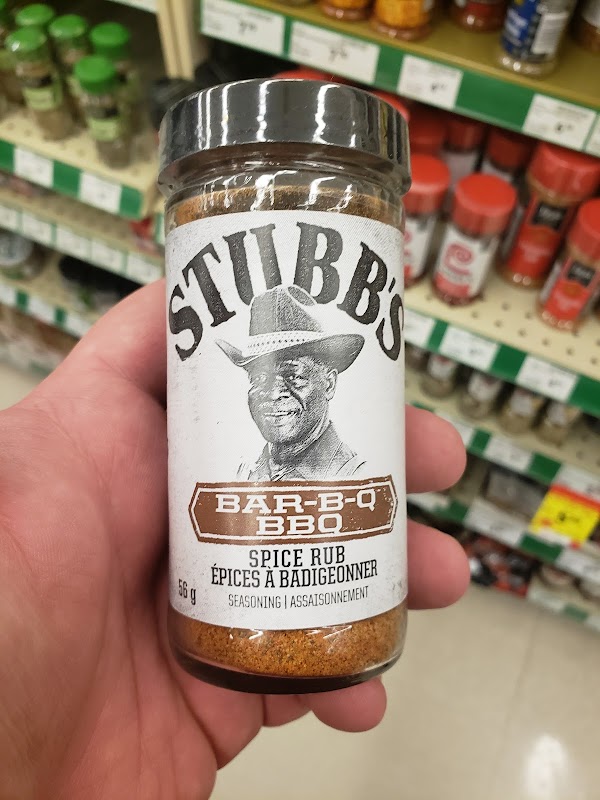 STUBB'S
BAR-B-Q
BBQ
SPICE RUB
ÉPICES À BADIGEONNER
SEASONING | ASSAISONNEMENT
56 g